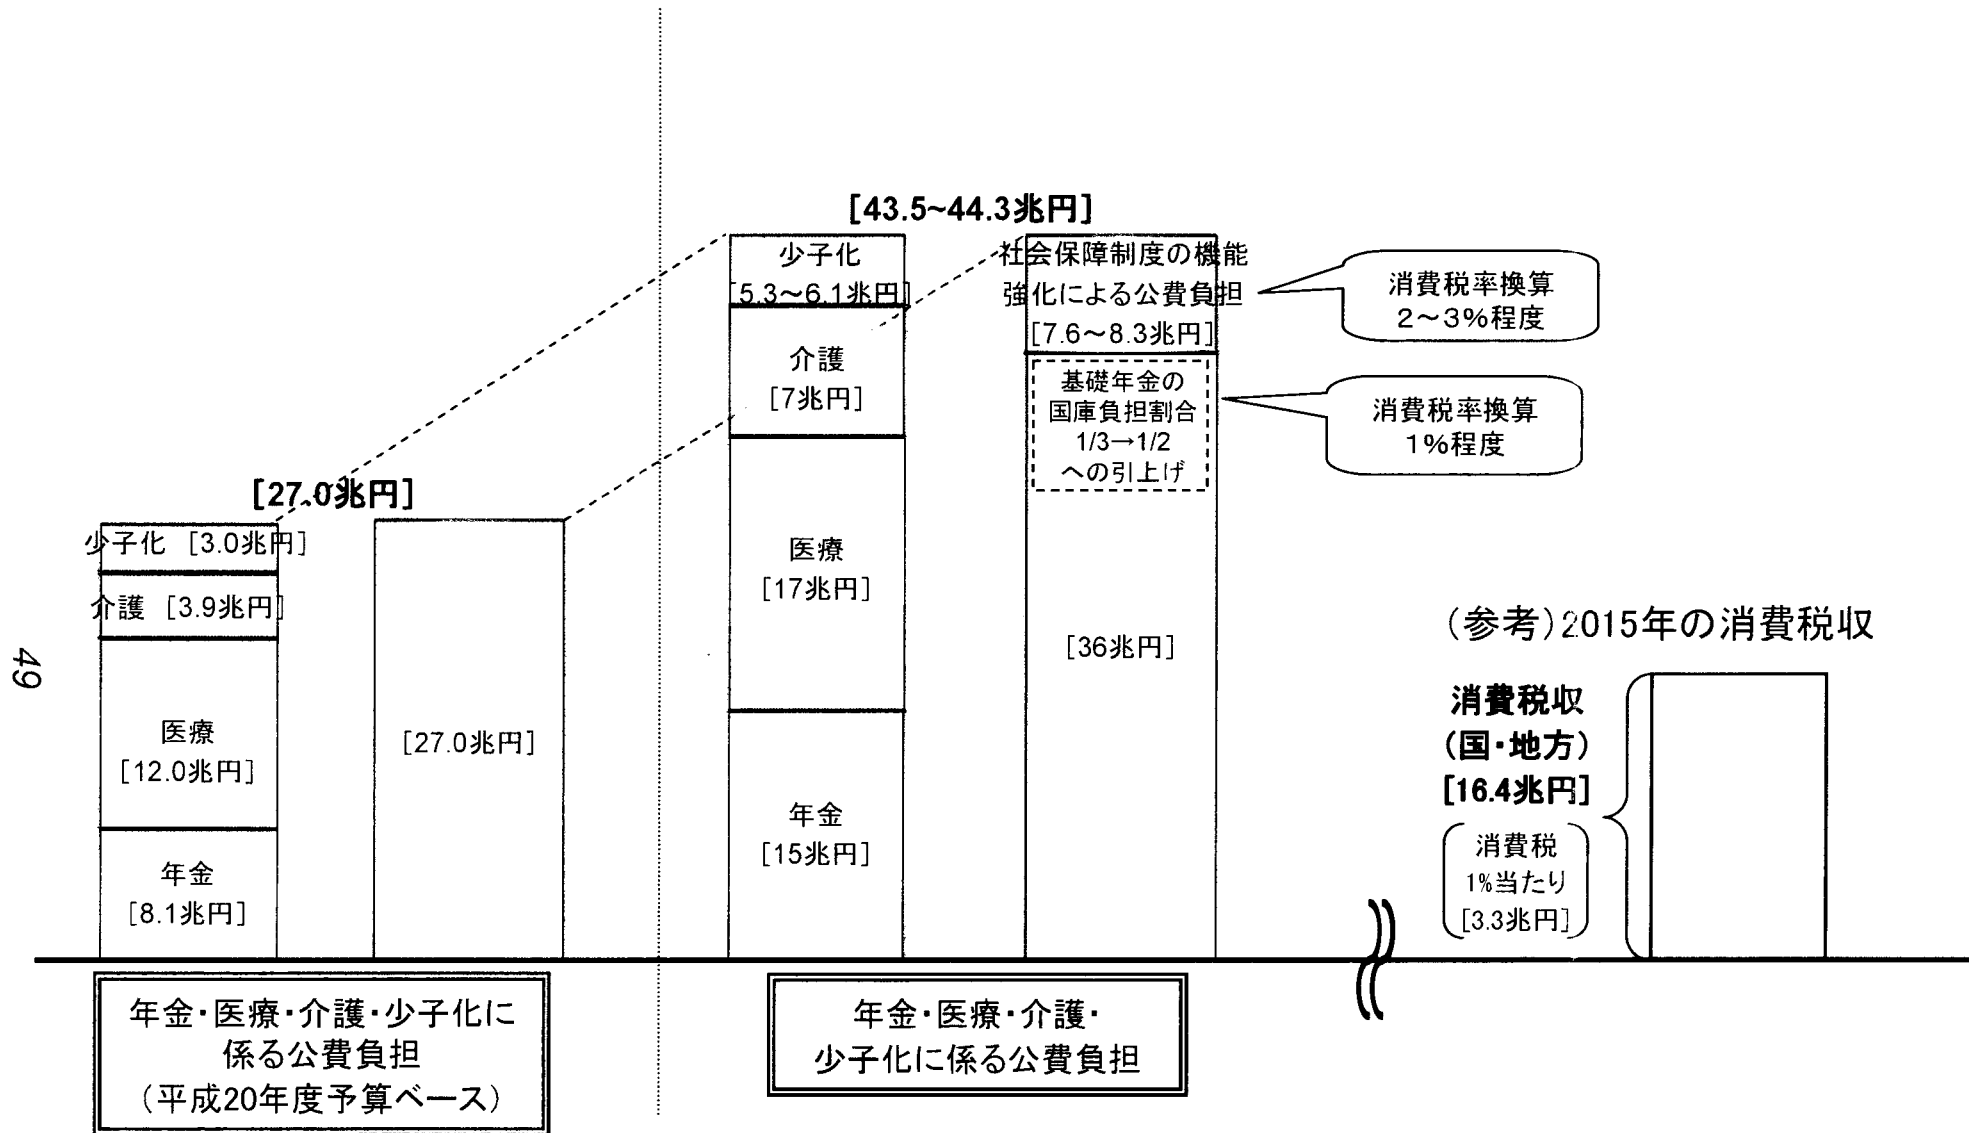 [27.0兆円]
少子化 [3.0兆円]
介護 [3.9兆円]
医療
[12.0兆円]
年金
[8.1兆円]
[27.0兆円]
年金・医療・介護・少子化に
係る公費負担
(平成20年度予算ベース)
[43.5~44.3兆円]
少子化
[5.3～6.1兆円]
介護
[7兆円]
医療
[17兆円]
年金
[15兆円]
社会保障制度の機能
強化による公費負担
[7.6～8.3兆円]
基礎年金の
国庫負担割合
1/3→1/2
への引上げ
[36兆円]
消費税率換算
2～3%程度
消費税率換算
1%程度
年金・医療・介護・
少子化に係る公費負担
(参考)2015年の消費税収
消費税収
(国・地方)
[16.4兆円]
消費税
1%当たり
[3.3兆円]
49